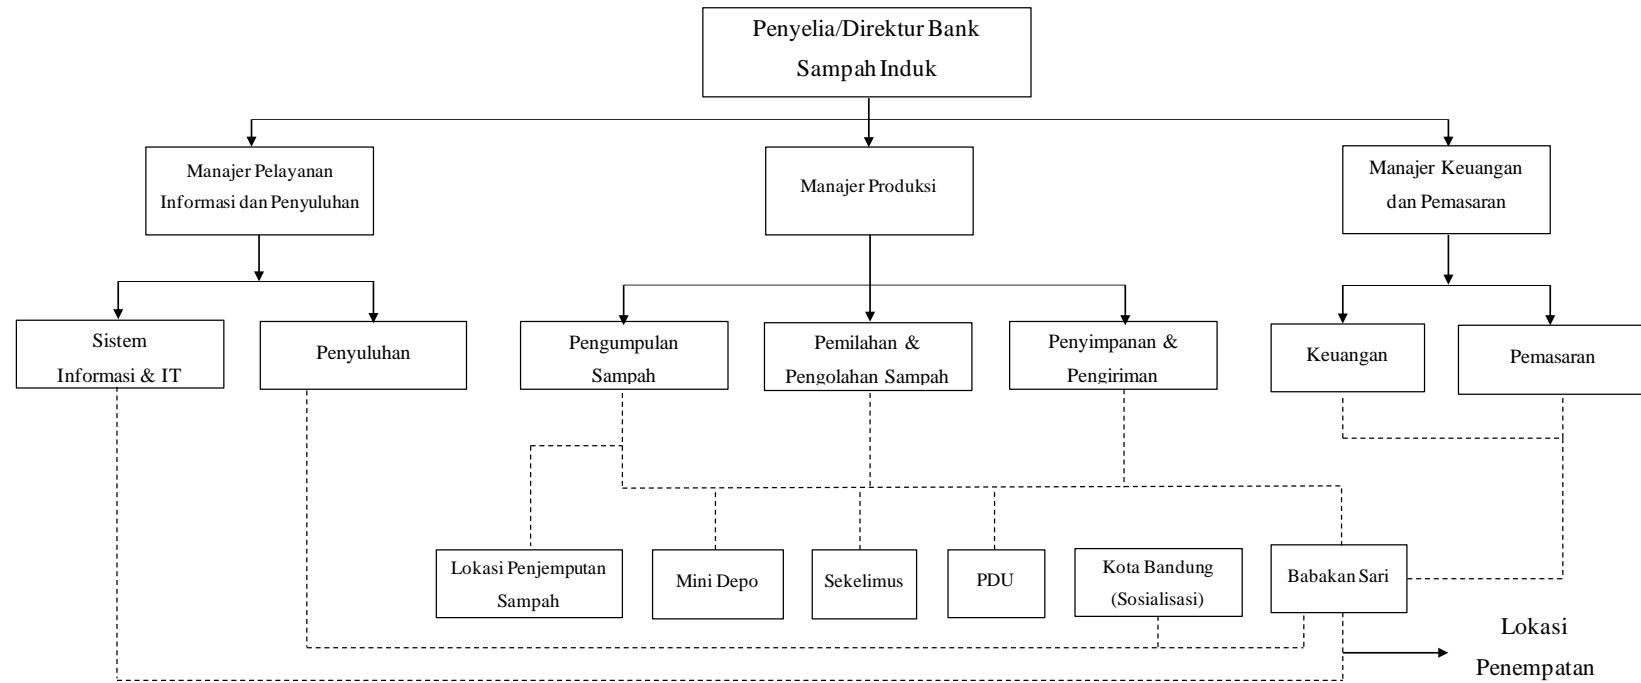 Penyelia/Direktur Bank
Sampah Induk
Manajer Pelayanan
Informasi dan Penyuluhan
Manajer Produksi
Manajer Keuangan
dan Pemasaran
Sistem
Informasi & IT
Penyuluhan
Pengumpulan
Sampah
Pemilahan &
Pengolahan Sampah
Penyimpanan &
Pengiriman
Keuangan
Pemasaran
Lokasi Penjemputan
Sampah
Mini Depo
Sekelimus
PDU
Kota Bandung
(Sosialisasi)
Babakan Sari
Lokasi
Penempatan